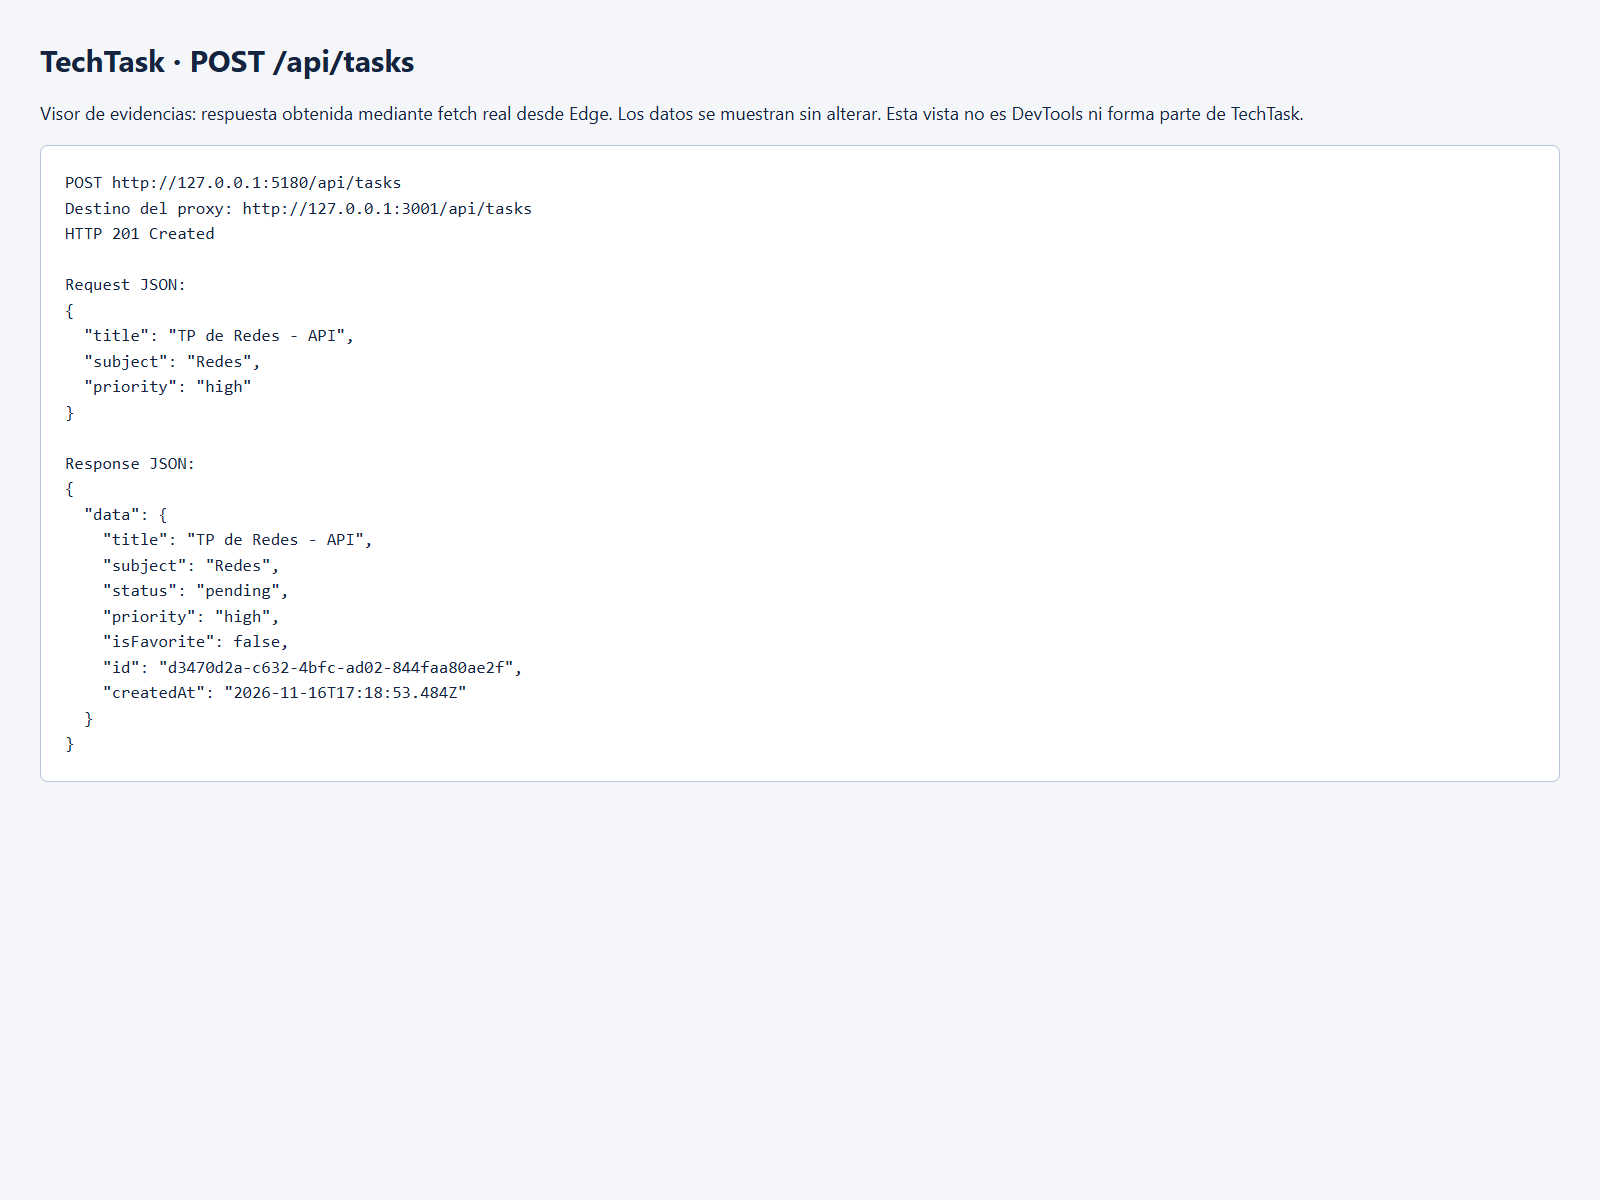 TechTask · POST /api/tasks
Visor de evidencias: respuesta obtenida mediante fetch real desde Edge. Los datos se muestran sin alterar. Esta vista no es DevTools ni forma parte de TechTask.
POST http://127.0.0.1:5180/api/tasks
Destino del proxy: http://127.0.0.1:3001/api/tasks
HTTP 201 Created
Request JSON:
{
  "title": "TP de Redes - API",
  "subject": "Redes",
  "priority": "high"
}
Response JSON:
{
  "data": {
    "title": "TP de Redes - API",
    "subject": "Redes",
    "status": "pending",
    "priority": "high",
    "isFavorite": false,
    "id": "d3470d2a-c632-4bfc-ad02-844faa80ae2f",
    "createdAt": "2026-11-16T17:18:53.484Z"
  }
}